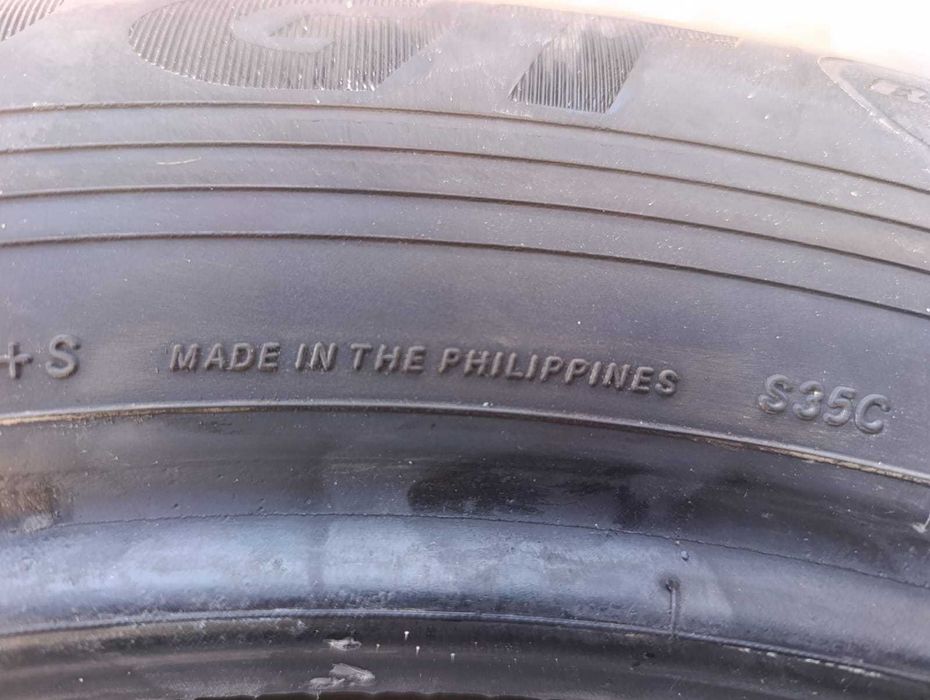 +S MADE IN THE PHILIPPINES S35C